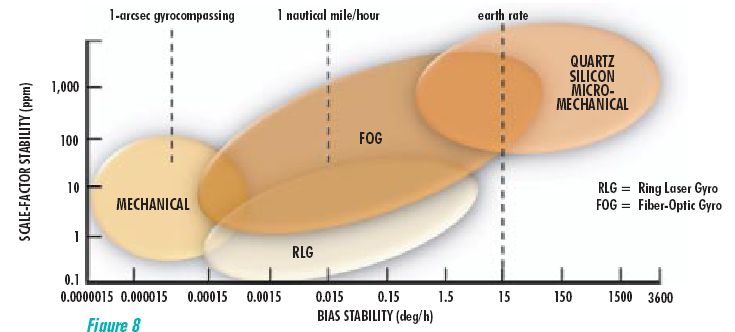 1-arcsec gyrocompassing
1 nautical mile/hour
earth rate
SCALE-FACTOR STABILITY (ppm)
1,000
100
10
1
0.1
MECHANICAL
FOG
RLG
QUARTZ
SILICON
MICRO-
MECHANICAL
RLG = Ring Laser Gyro
FOG = Fiber-Optic Gyro
0.0000015 0.000015 0.00015 0.0015 0.015 0.15 1.5 15 150 1500 3600
BIAS STABILITY (deg/h)
Figure 8